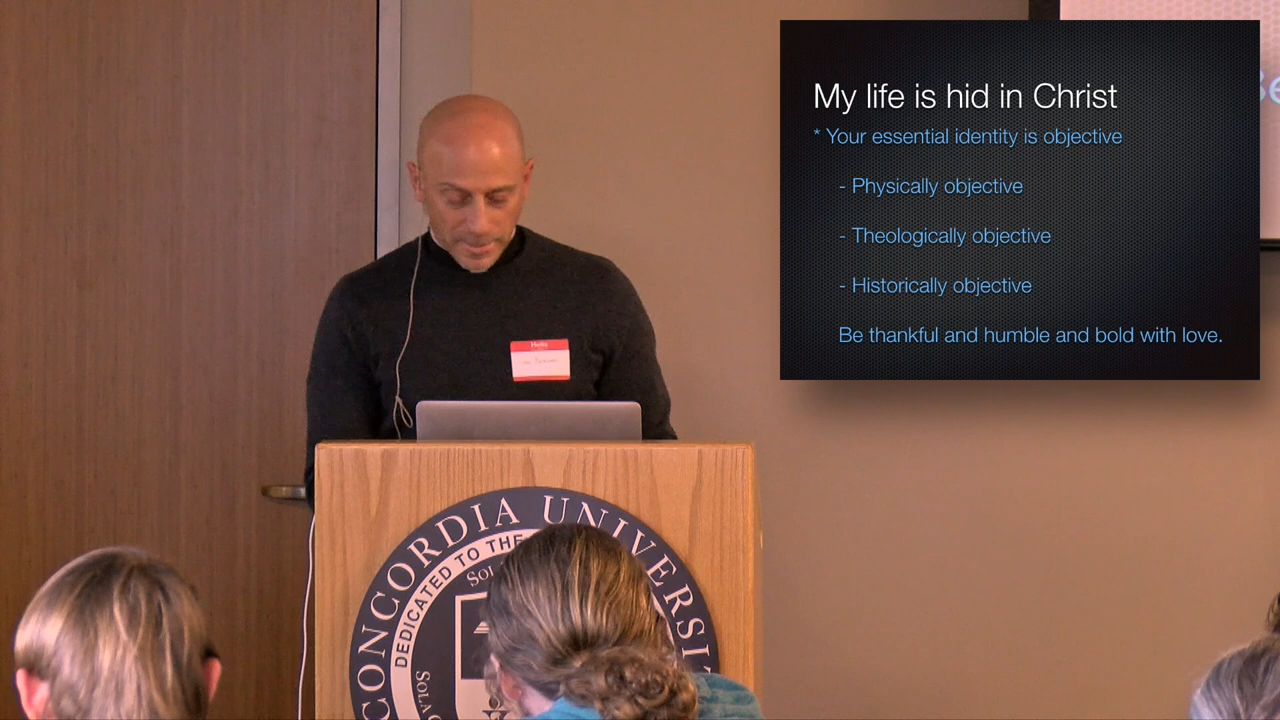 My life is hid in Christ
* Your essential identity is objective
- Physically objective
- Theologically objective
- Historically objective
Be thankful and humble and bold with love.
Hello
CONCORDIA UNIVERSI
DEDICATED TO THE